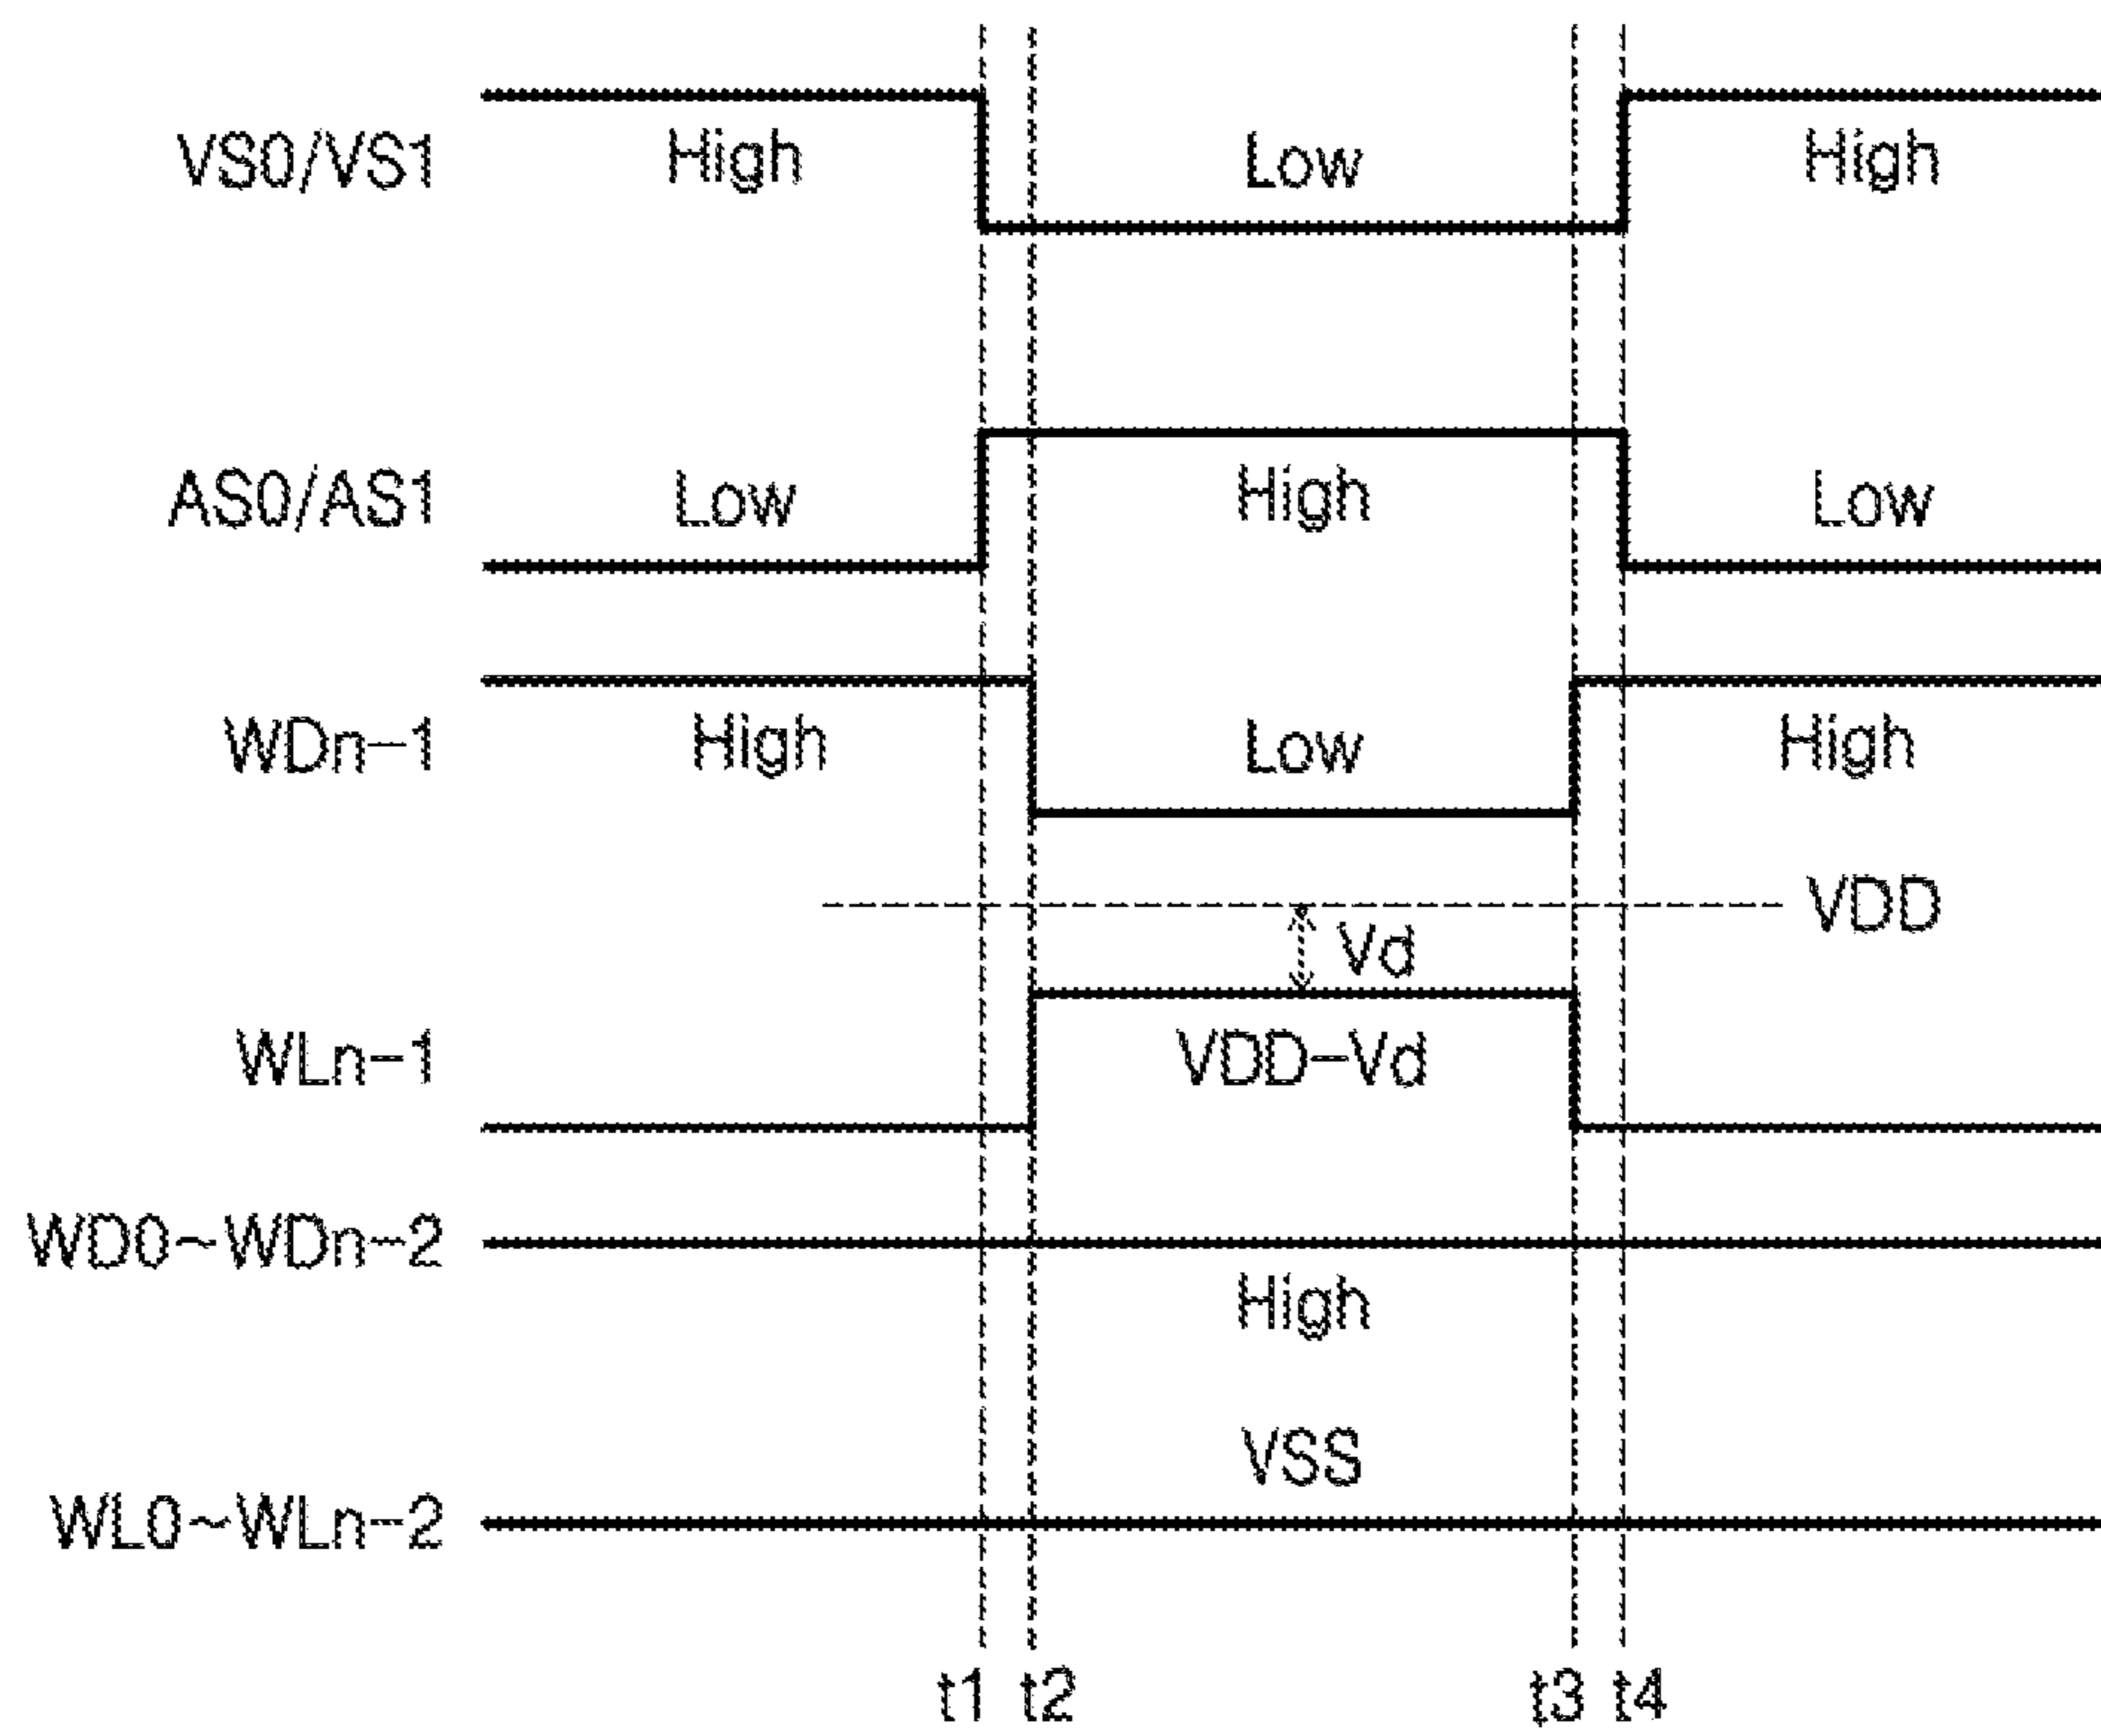 VS0/VS1 High Low High
AS0/AS1 Low High Low
WDn-1 High Low High
VDD
Vd
WLn-1 VDD-Vd
WD0~WDn-2
High
VSS
WL0~WLn-2
t1 t2 t3 t4